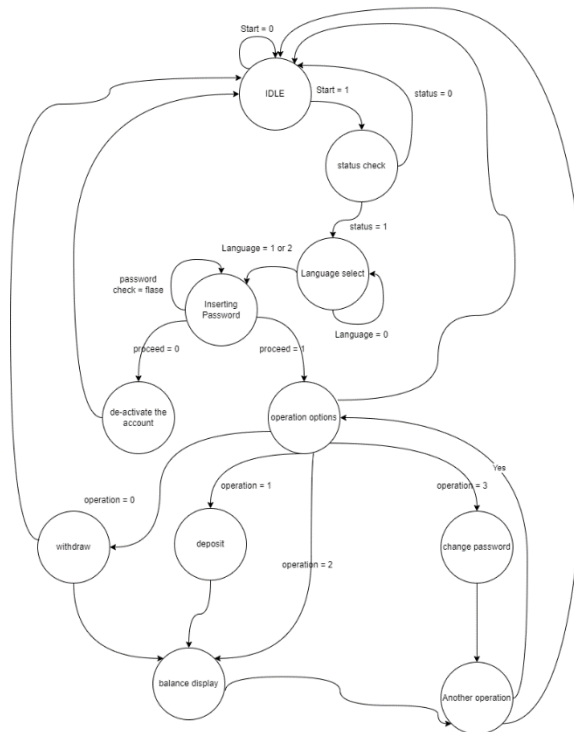 Start = 0
IDLE
Start = 1
status = 0
status check
status = 1
Language = 1 or 2
Language select
password
check = flase
Inserting
Password
Language = 0
proceed = 0
proceed = 1
de-activate the
account
operation options
Yes
operation = 0
operation = 1
operation = 3
withdraw
deposit
change password
operation = 2
balance display
Another operation